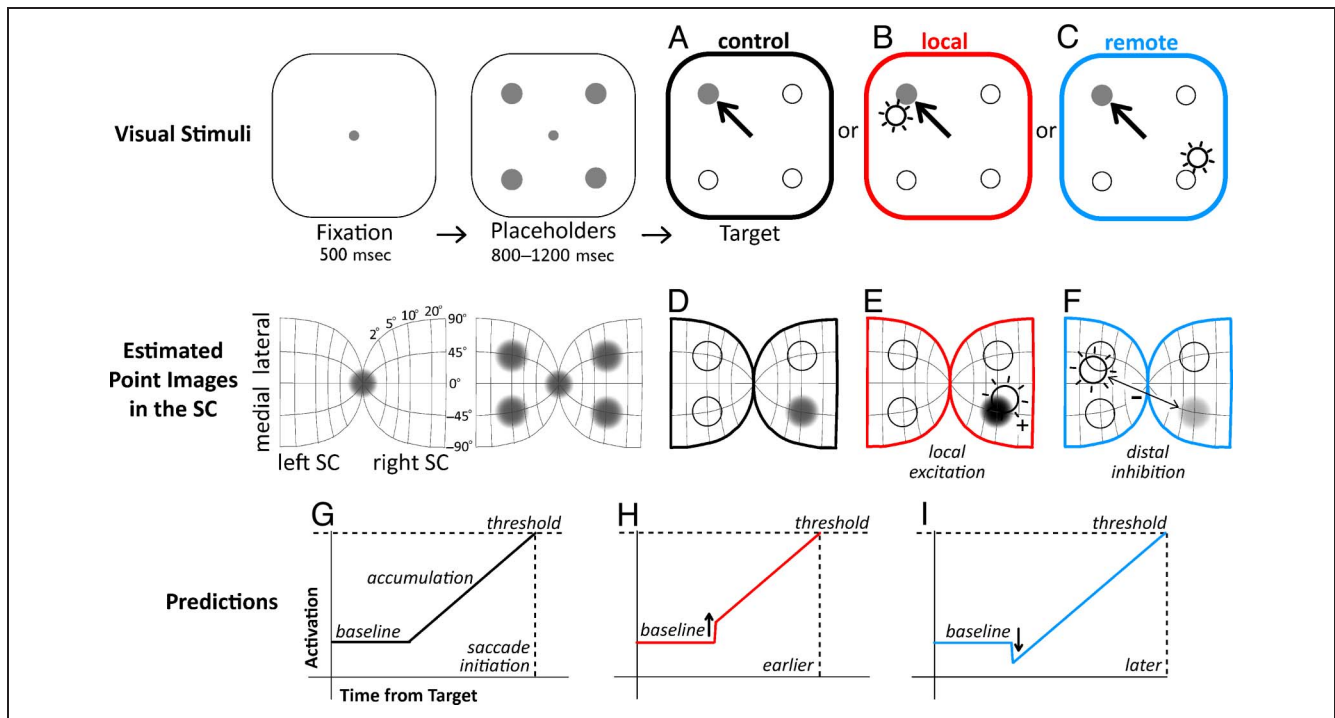 A control
B local
C remote
Visual Stimuli
or
or
Fixation
500 msec
→
Placeholders
800–1200 msec
→
Target
Estimated
Point Images
in the SC
medial lateral
2° 5° 10° 20°
90°
45°
0°
−45°
−90°
left SC right SC
D
E
+
local
excitation
F
−
distal
inhibition
Predictions
G
threshold
accumulation
baseline
saccade
initiation
Activation
Time from Target
H
threshold
baseline
earlier
I
threshold
baseline
later